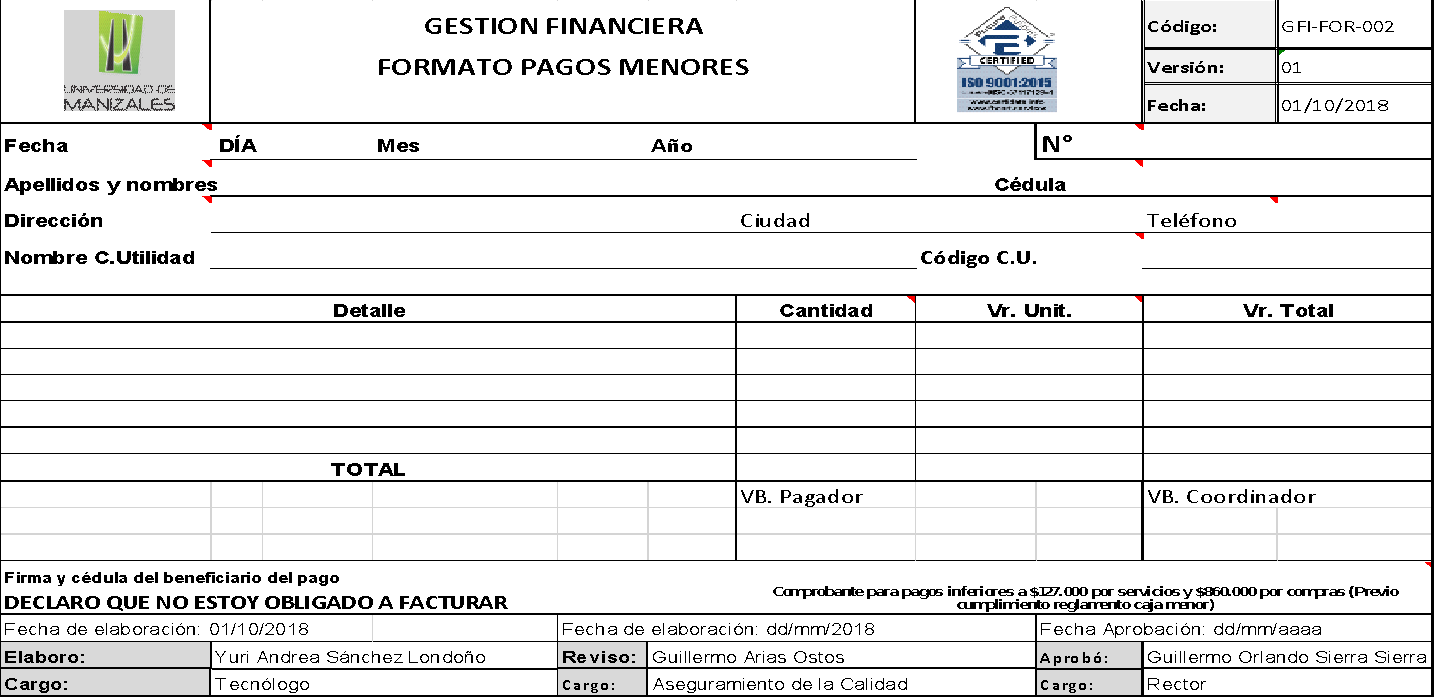 UNIVERSIDAD DE
MANIZALES
GESTION FINANCIERA
FORMATO PAGOS MENORES
CERTIFIED
ISO 9001:2015
Código: GFI-FOR-002
Versión: 01
Fecha: 01/10/2018
Fecha DÍA Mes Año N°
Apellidos y nombres Cédula
Dirección Ciudad Teléfono
Nombre C.Utilidad Código C.U.
Detalle Cantidad Vr. Unit. Vr. Total
TOTAL
VB. Pagador VB. Coordinador
Firma y cédula del beneficiario del pago
DECLARO QUE NO ESTOY OBLIGADO A FACTURAR
Comprobante para pagos inferiores a $127.000 por servicios y $860.000 por compras (Previo
cumplimiento reglamento caja menor)
Fecha de elaboración: 01/10/2018 Fecha de elaboración: dd/mm/2018 Fecha Aprobación: dd/mm/aaaa
Elaboro: Yuri Andrea Sánchez Londoño Reviso: Guillermo Arias Ostos Aprobó: Guillermo Orlando Sierra Sierra
Cargo: Tecnólogo Cargo: Aseguramiento de la Calidad Cargo: Rector